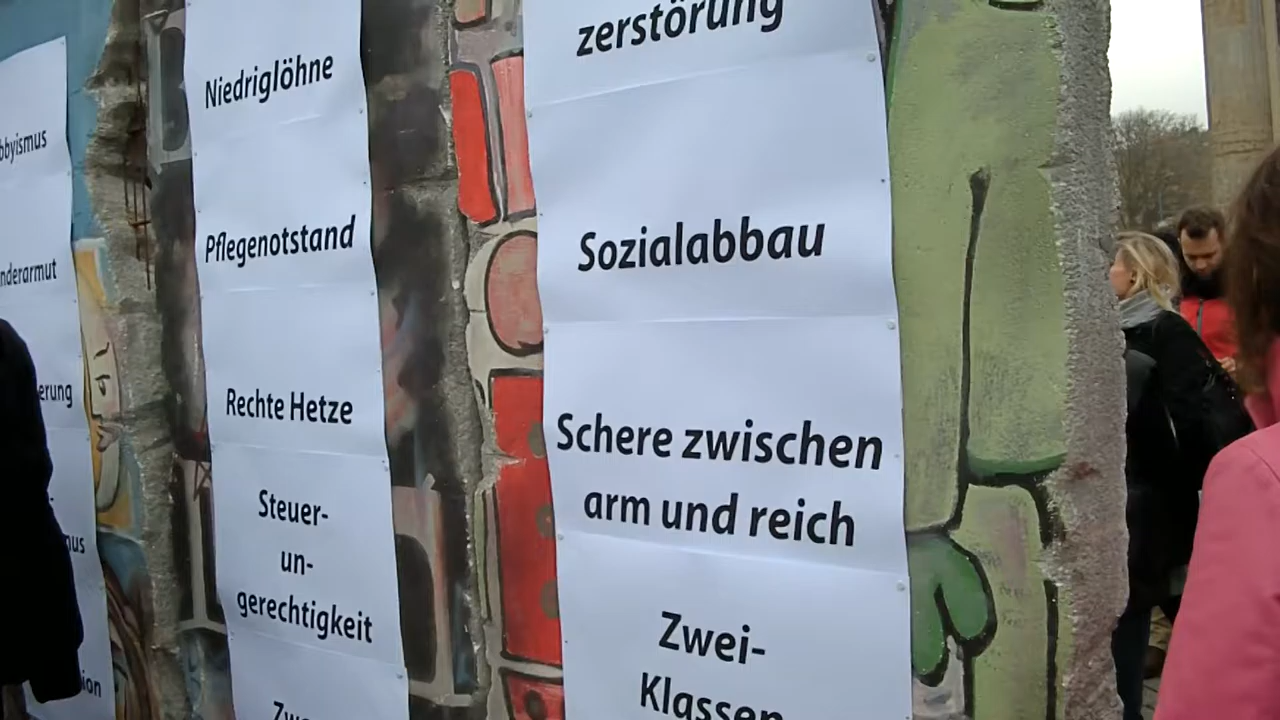 Niedriglöhne
Pflegenotstand
Rechte Hetze
Steuer-
un-
gerechtigkeit
zerstörung
Sozialabbau
Schere zwischen
arm und reich
Zwei-
Klassen